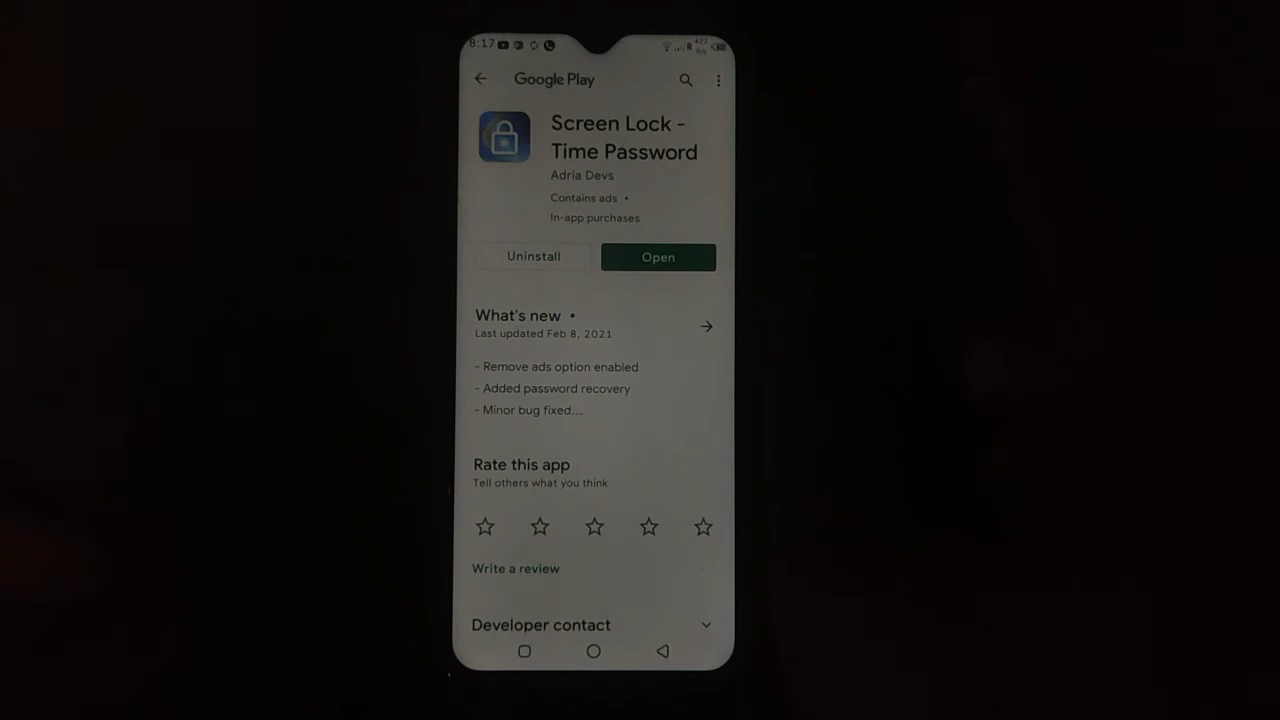 8:17
Google Play
Screen Lock -
Time Password
Adria Devs
Contains ads •
In-app purchases
Uninstall
Open
What's new •
Last updated Feb 8, 2021
- Remove ads option enabled
- Added password recovery
- Minor bug fixed....
Rate this app
Tell others what you think
Write a review
Developer contact